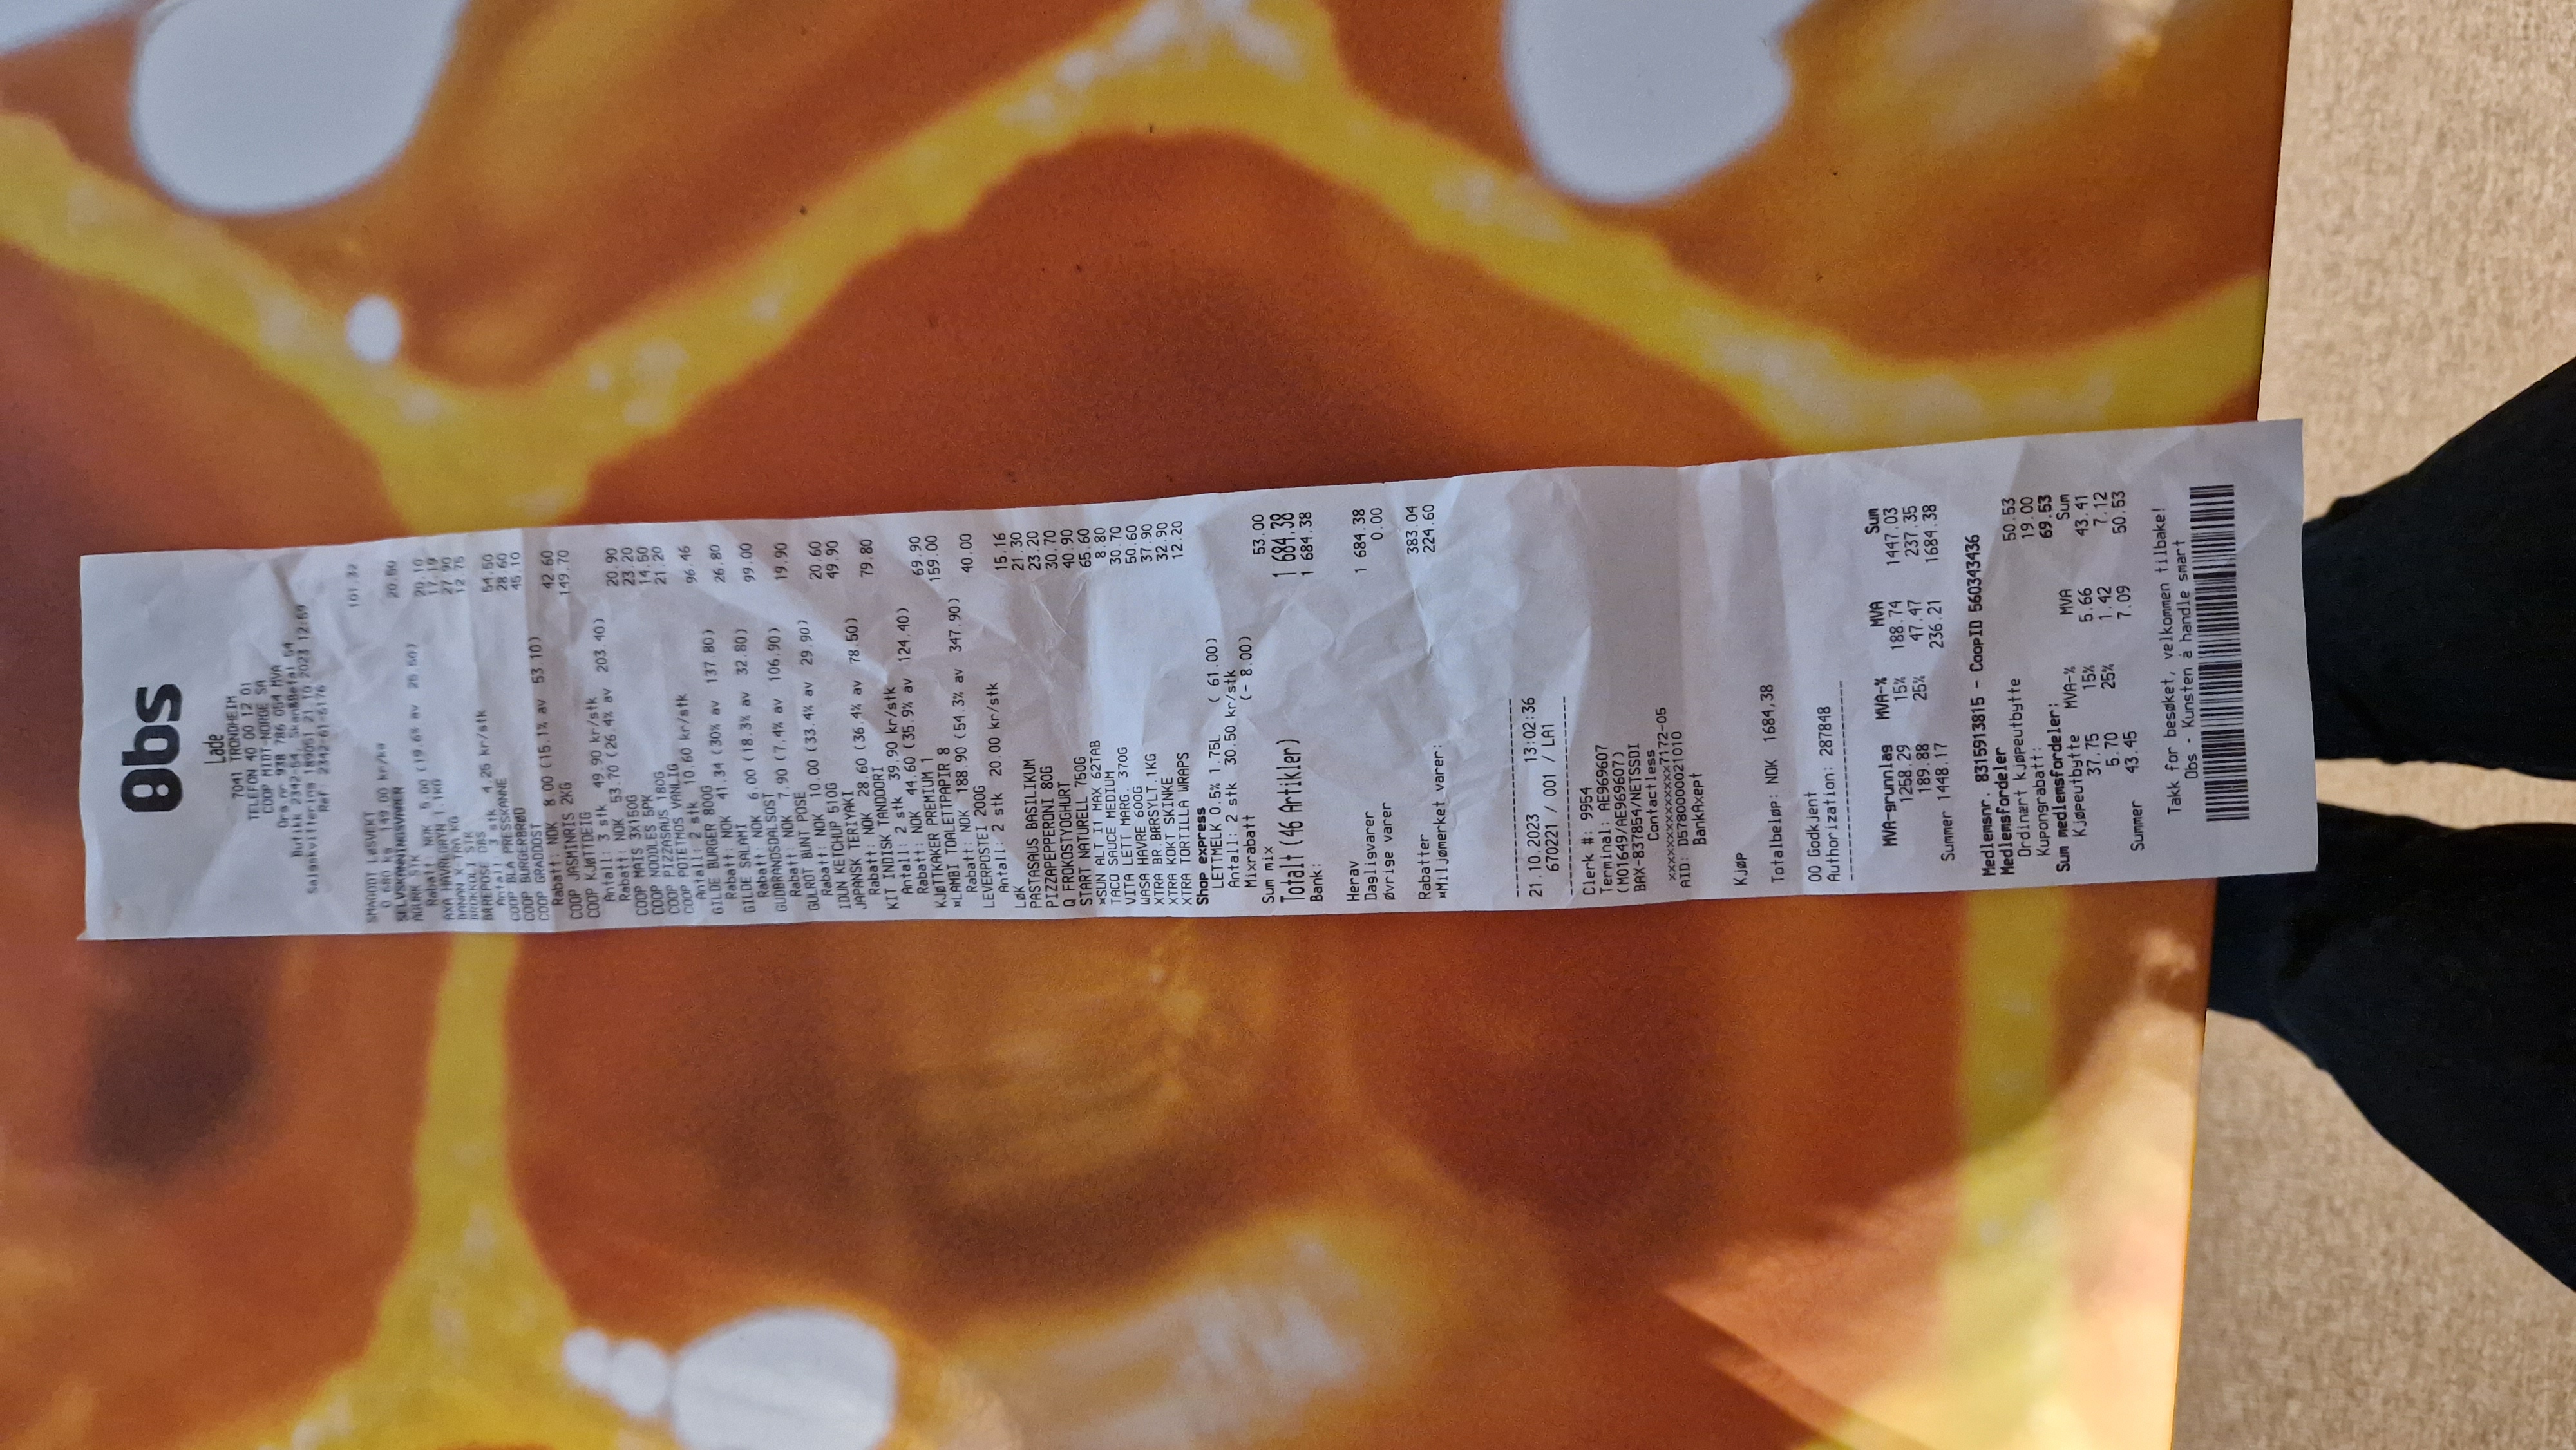 Obs
Lade
7041 TRONDHEIM
TELEFON 40 00 12 01
COOP MIDT-NORGE SA
Org nr 938 786 054 MVA
Butikk 2342-64, Skan&Betal 54
Salgskvittering 189051 21.10.2023 12:59
Ref: 2342-61-6176
SMAGODT LØSVEKT 101.32
0.680 kg 149.00 kr/kg
SELVSKANNINGSVARER
AGURK STK 20.50
Rabatt: NOK 5.00 (19.6% av 25.50)
AXA HAVREGRYN 1.1KG 20.10
BANAN X-TRA KG 17.19
BROKKOLI STK 27.90
BÆREPOSE OBS 12.75
Antall: 3 stk 4.25 kr/stk
COOP BLA PRESSKANNE 54.50
COOP BURGERBRØD 28.60
COOP GRADDOST 45.10
Rabatt: NOK 8.00 (15.1% av 53.10)
COOP JASMINRIS 2KG 42.60
COOP KJØTTDEIG 149.70
Antall: 3 stk 49.90 kr/stk
Rabatt: NOK 53.70 (26.4% av 203.40)
COOP MAIS 3X150G 20.90
COOP NOODLES 5PK 23.20
COOP PIZZASAUS 180G 14.50
COOP POTETMOS VANLIG 21.20
Antall: 2 stk 10.60 kr/stk
GILDE BURGER 800G 96.46
Rabatt: NOK 41.34 (30% av 137.80)
GILDE SALAMI 26.80
Rabatt: NOK 6.00 (18.3% av 32.80)
GUDBRANDSDALSOST 99.00
Rabatt: NOK 7.90 (7.4% av 106.90)
GULROT BUNT POSE 19.90
Rabatt: NOK 10.00 (33.4% av 29.90)
IDUN KETCHUP 510G 20.60
JAPANSK TERIYAKI 49.90
Rabatt: NOK 28.60 (36.4% av 78.50)
KIT INDISK TANDOORI 79.80
Antall: 2 stk 39.90 kr/stk
Rabatt: NOK 44.60 (35.9% av 124.40)
KJØTTKAKER PREMIUM 1 69.90
¤LAMBI TOALETTPAPIR 8 159.00
Rabatt: NOK 188.90 (54.3% av 347.90)
LEVERPOSTEI 200G 40.00
Antall: 2 stk 20.00 kr/stk
LØK 15.16
PASTASAUS BASILIKUM 21.30
PIZZAPEPPERONI 80G 23.20
Q FROKOSTYOGHURT 30.70
START NATURELL 750G 40.90
¤SUN ALT I1 MAX 62TAB 65.60
TACO SAUCE MEDIUM 8.80
VITA LETT MARG. 370G 30.70
WASA HAVRE 600G 50.60
XTRA BR.BÆRSYLT.1KG 37.90
XTRA KOKT SKINKE 32.90
XTRA TORTILLA WRAPS 12.20
Shop express
LETTMELK 0.5% 1.75L ( 61.00)
Antall: 2 stk 30.50 kr/stk
Mixrabatt (- 8.00)
Sum mix 53.00
Totalt (46 Artikler) 1 684.38
Bank: 1 684.38
Herav
Dagligvarer 1 684.38
Øvrige varer 0.00
Rabatter 383.04
¤Miljømerket varer: 224.60
------------------------
21.10.2023 13:02:36
670221 / 001 / LA1
------------------------
Clerk #: 9954
Terminal: AE969607
(M01649/AE969607)
BAX-837854/NETSSDI
Contactless
xxxxxxxxxxxxxx7172-05
AID: D5780000021010
BankAxept
Kjøp
Totalbeløp: NOK 1684,38
00 Godkjent
Authorization: 287848
------------------------
MVA-grunnlag MVA-% MVA Sum
1258.29 15% 188.74 1447.03
189.88 25% 47.47 237.35
Summer 1448.17 236.21 1684.38
Medlemsnr. 8315913815 - CoopID 560343436
Medlemsfordeler
Ordinært kjøpeutbytte 50.53
Kupongrabatt: 19.00
Sum medlemsfordeler: 69.53
Kjøpeutbytte MVA-% MVA Sum
37.75 15% 5.66 43.41
5.70 25% 1.42 7.12
Summer 43.45 7.09 50.53
Takk for besøket, velkommen tilbake!
Obs - Kunsten å handle smart